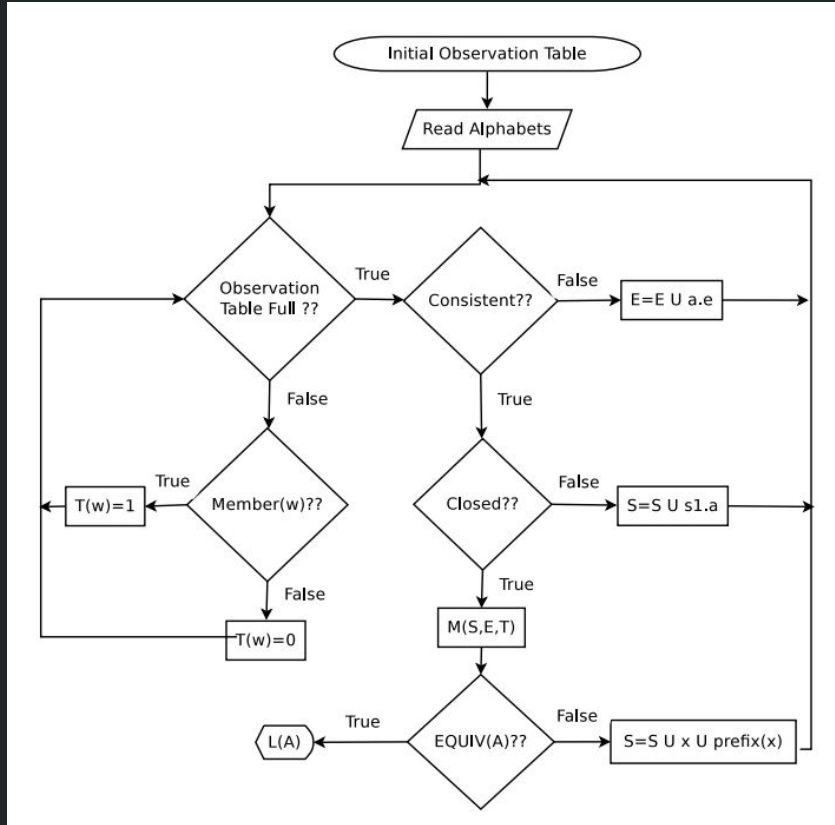 Initial Observation Table
Read Alphabets
Observation
Table Full ??
True
Consistent??
False
E=E U a.e
False
True
Member(w)??
True
T(w)=1
False
T(w)=0
Closed??
False
S=S U s1.a
True
M(S,E,T)
EQUIV(A)??
True
L(A)
False
S=S U x U prefix(x)